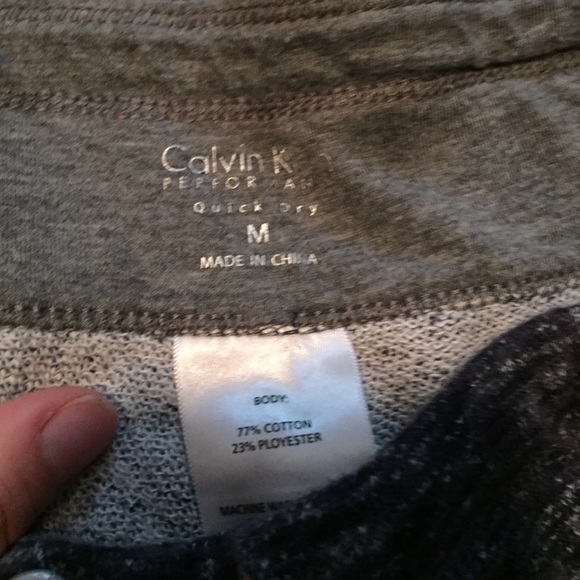 Calvin K
PERFORMAN
Quick Dry
M
MADE IN CHINA
BODY:
77% COTTON
23% PLOYESTER
MACHINE